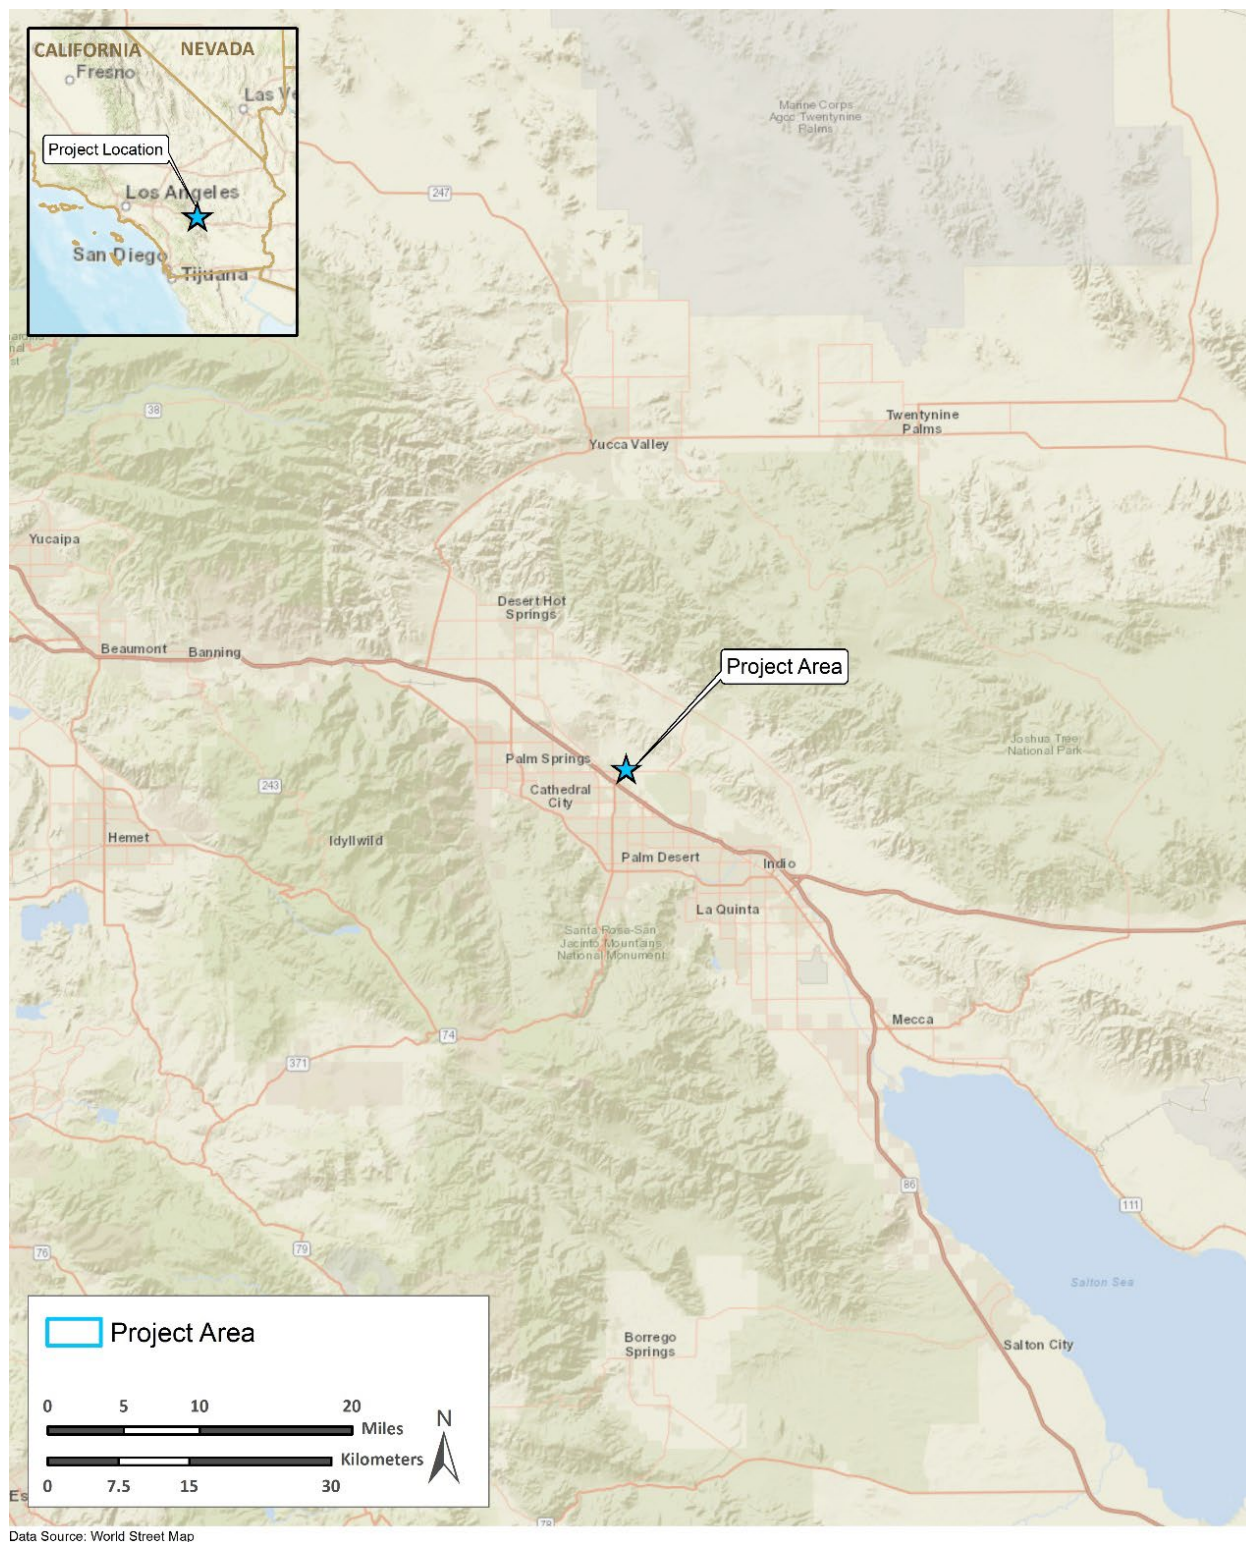 CALIFORNIA
NEVADA
Fresno
Las Ve
Project Location
Los Angeles
San Diego
Tijuana
Marine Corps
Agcc Twentynine
Palms
247
38
Twentynine
Palms
Yucca Valley
Yucaipa
Desert Hot
Springs
Beaumont
Banning
Project Area
Joshua Tree
National Park
Palm Springs
243
Cathedral
City
Hemet
Idyllwild
Palm Desert
Indio
La Quinta
Santa Rosa-San
Jacinto Mountains
National Monument
Mecca
74
371
86
111
76
79
Salton Sea
Project Area
Borrego
Springs
Salton City
0
5
10
20
Miles
N
Kilometers
0
7.5
15
30
Es
78
Data Source: World Street Map